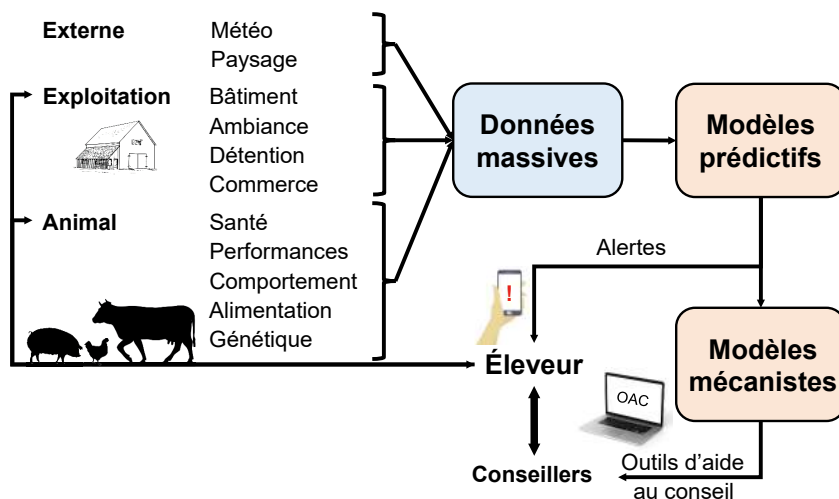 Externe
Météo
Paysage
Exploitation
Bâtiment
Ambiance
Détention
Commerce
Animal
Santé
Performances
Comportement
Alimentation
Génétique
Données
massives
Modèles
prédictifs
Alertes
!
Éleveur
Modèles
mécanistes
OAC
Conseillers
Outils d'aide
au conseil